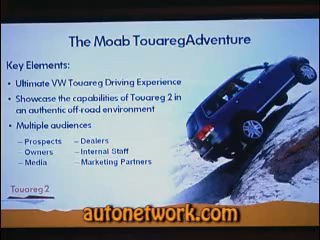 The Moab TouaregAdventure
Key Elements:
• Ultimate VW Touareg Driving Experience
• Showcase the capabilities of Touareg 2 in
an authentic off-road environment
• Multiple audiences
– Prospects – Dealers
– Owners – Internal Staff
– Media – Marketing Partners
Touareg 2
autonetwork.com